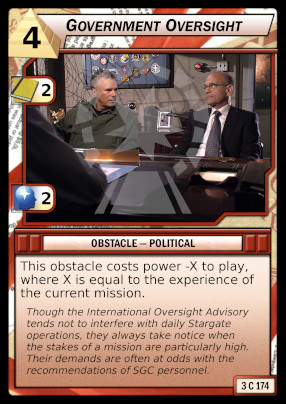 GOVERNMENT OVERSIGHT
4
2
2
OBSTACLE – POLITICAL
This obstacle costs power -X to play,
where X is equal to the experience of
the current mission.
Though the International Oversight Advisory
tends not to interfere with daily Stargate
operations, they always take notice when
the stakes of a mission are particularly high.
Their demands are often at odds with the
recommendations of SGC personnel.
3 C 174